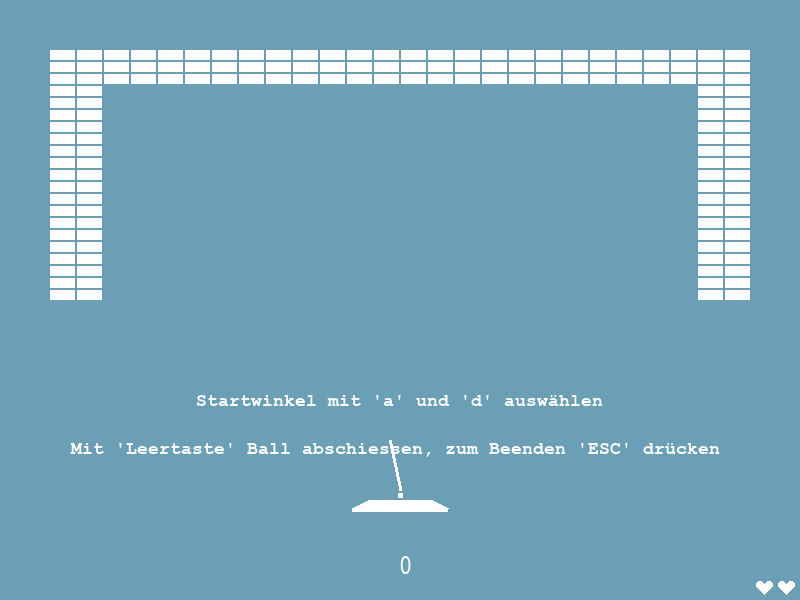 Startwinkel mit 'a' und 'd' auswählen
Mit 'Leertaste' Ball abschiessen, zum Beenden 'ESC' drücken
0